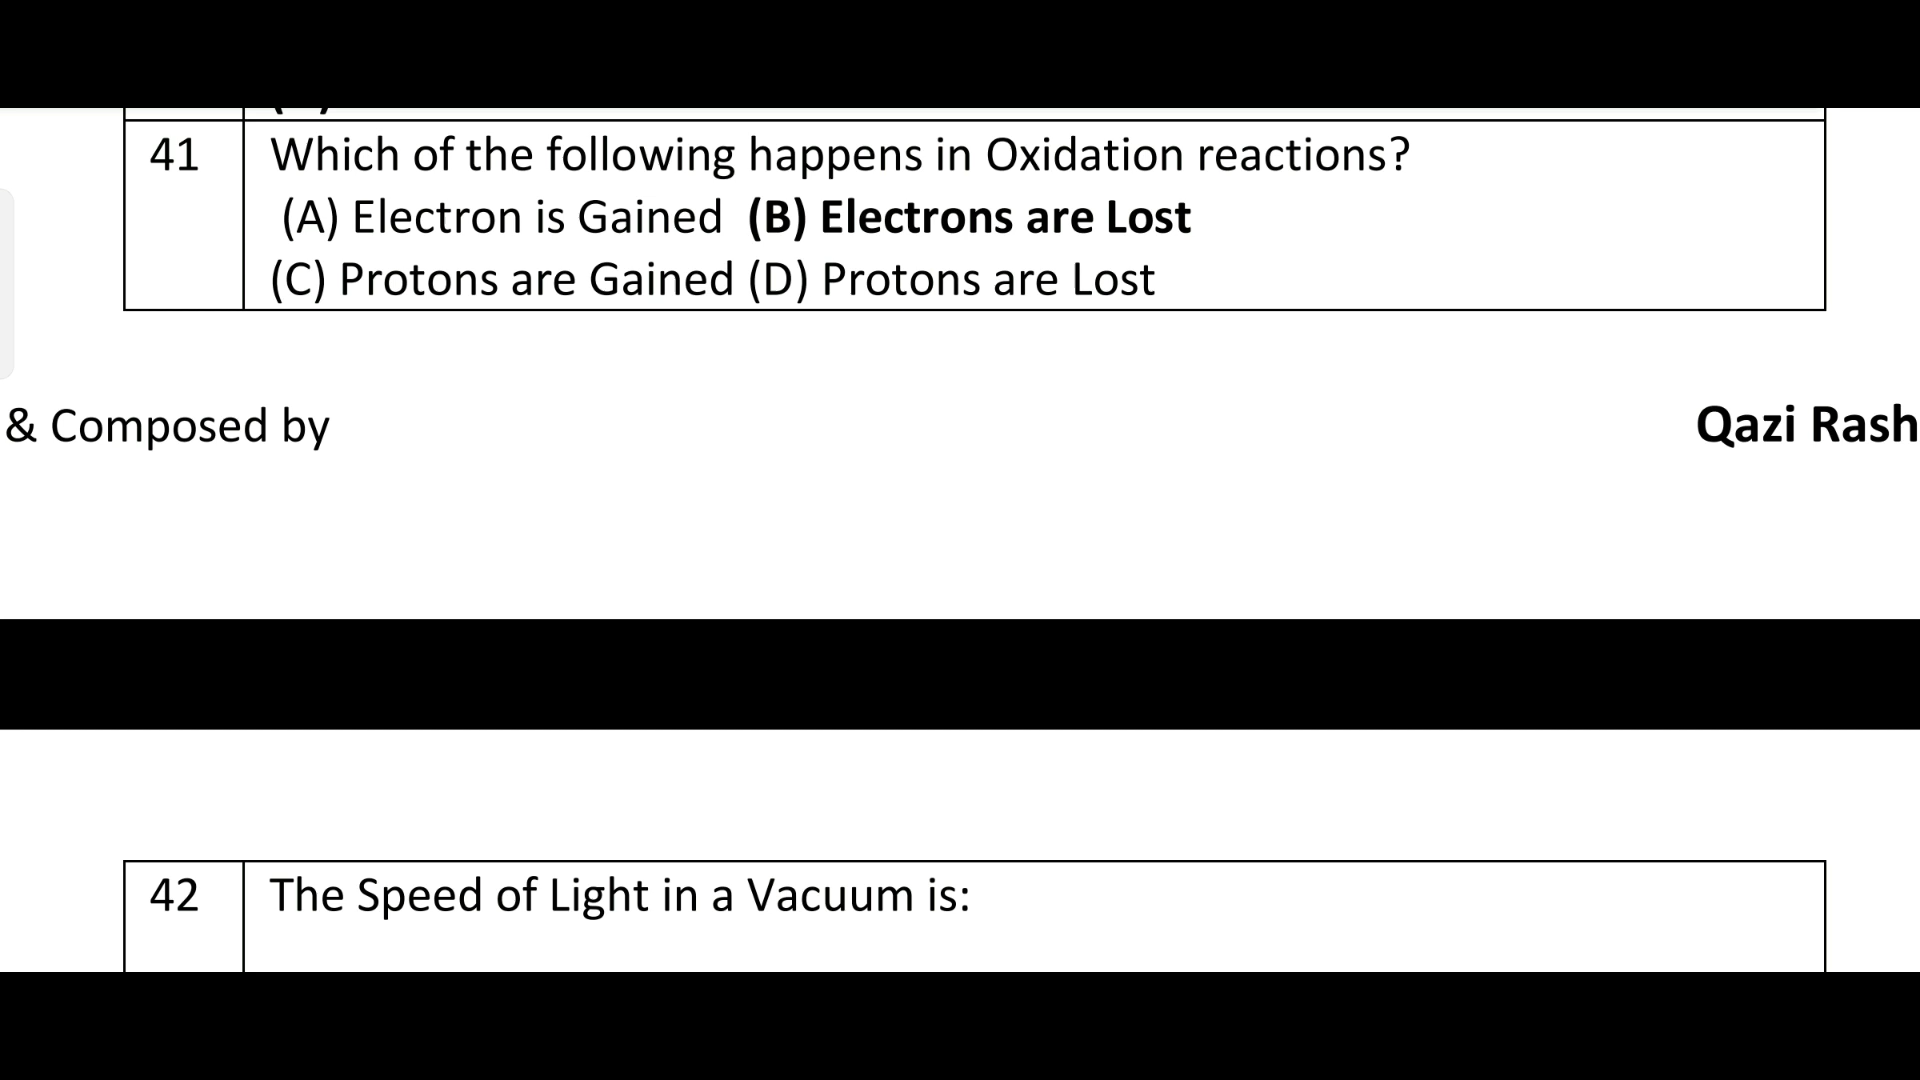 41 Which of the following happens in Oxidation reactions?
(A) Electron is Gained (B) Electrons are Lost
(C) Protons are Gained (D) Protons are Lost
& Composed by Qazi Rash
42 The Speed of Light in a Vacuum is: